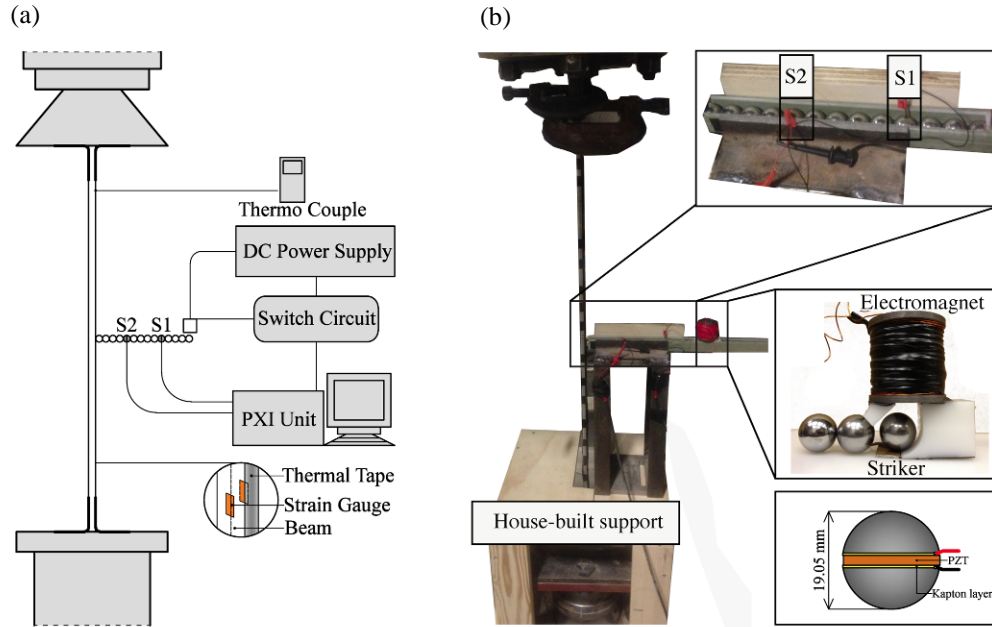 (a)
Thermo Couple
DC Power Supply
S2
S1
Switch Circuit
PXI Unit
Thermal Tape
Strain Gauge
Beam
(b)
S2
S1
Electromagnet
Striker
House-built support
19.05 mm
PZT
Kapton layer